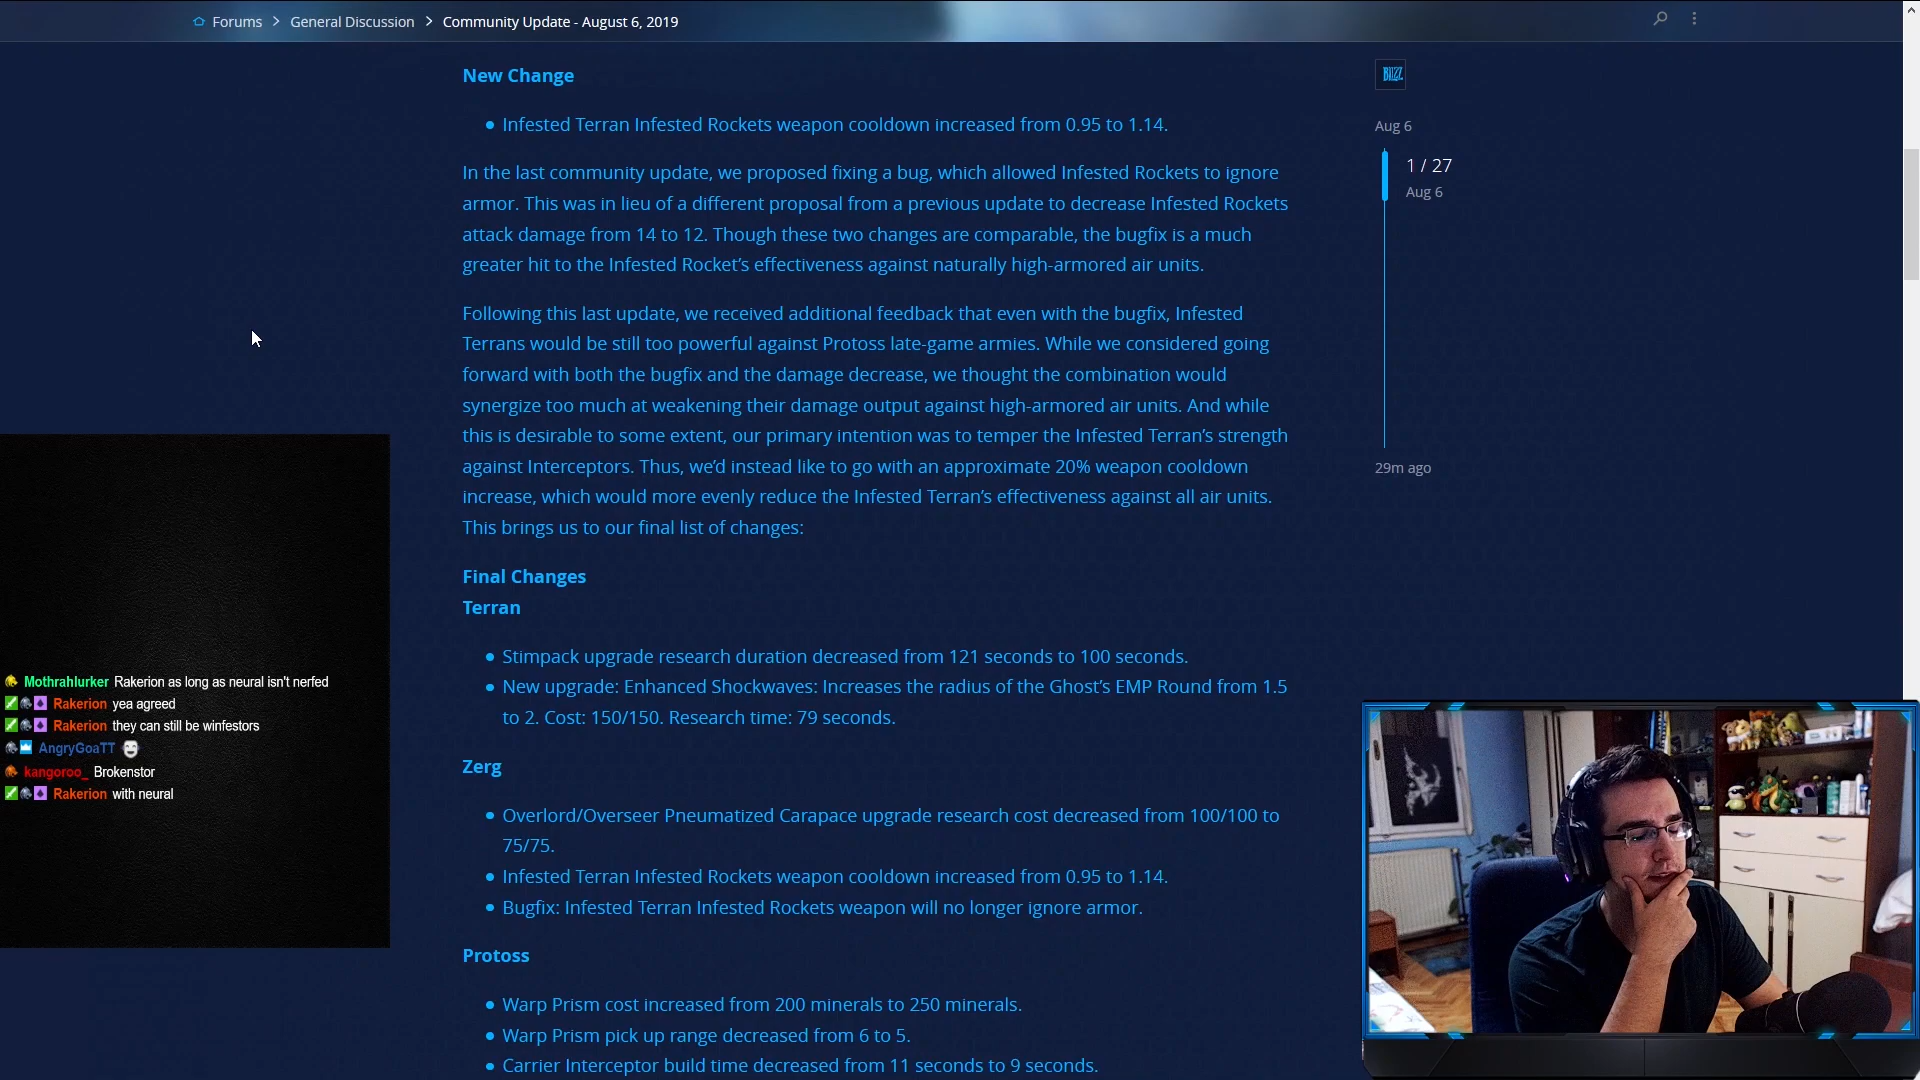 Forums > General Discussion > Community Update - August 6, 2019
New Change
• Infested Terran Infested Rockets weapon cooldown increased from 0.95 to 1.14.
In the last community update, we proposed fixing a bug, which allowed Infested Rockets to ignore
armor. This was in lieu of a different proposal from a previous update to decrease Infested Rockets
attack damage from 14 to 12. Though these two changes are comparable, the bugfix is a much
greater hit to the Infested Rocket’s effectiveness against naturally high-armored air units.
Following this last update, we received additional feedback that even with the bugfix, Infested
Terrans would be still too powerful against Protoss late-game armies. While we considered going
forward with both the bugfix and the damage decrease, we thought the combination would
synergize too much at weakening their damage output against high-armored air units. And while
this is desirable to some extent, our primary intention was to temper the Infested Terran’s strength
against Interceptors. Thus, we’d instead like to go with an approximate 20% weapon cooldown
increase, which would more evenly reduce the Infested Terran’s effectiveness against all air units.
This brings us to our final list of changes:
Final Changes
Terran
• Stimpack upgrade research duration decreased from 121 seconds to 100 seconds.
• New upgrade: Enhanced Shockwaves: Increases the radius of the Ghost’s EMP Round from 1.5
to 2. Cost: 150/150. Research time: 79 seconds.
Zerg
• Overlord/Overseer Pneumatized Carapace upgrade research cost decreased from 100/100 to
75/75.
• Infested Terran Infested Rockets weapon cooldown increased from 0.95 to 1.14.
• Bugfix: Infested Terran Infested Rockets weapon will no longer ignore armor.
Protoss
• Warp Prism cost increased from 200 minerals to 250 minerals.
• Warp Prism pick up range decreased from 6 to 5.
• Carrier Interceptor build time decreased from 11 seconds to 9 seconds.
BLIZZ
Aug 6
1 / 27
Aug 6
29m ago
Mothrahlurker Rakerion as long as neural isn't nerfed
Rakerion yea agreed
Rakerion they can still be winfestors
AngryGoaTT
kangoroo_ Brokenstor
Rakerion with neural